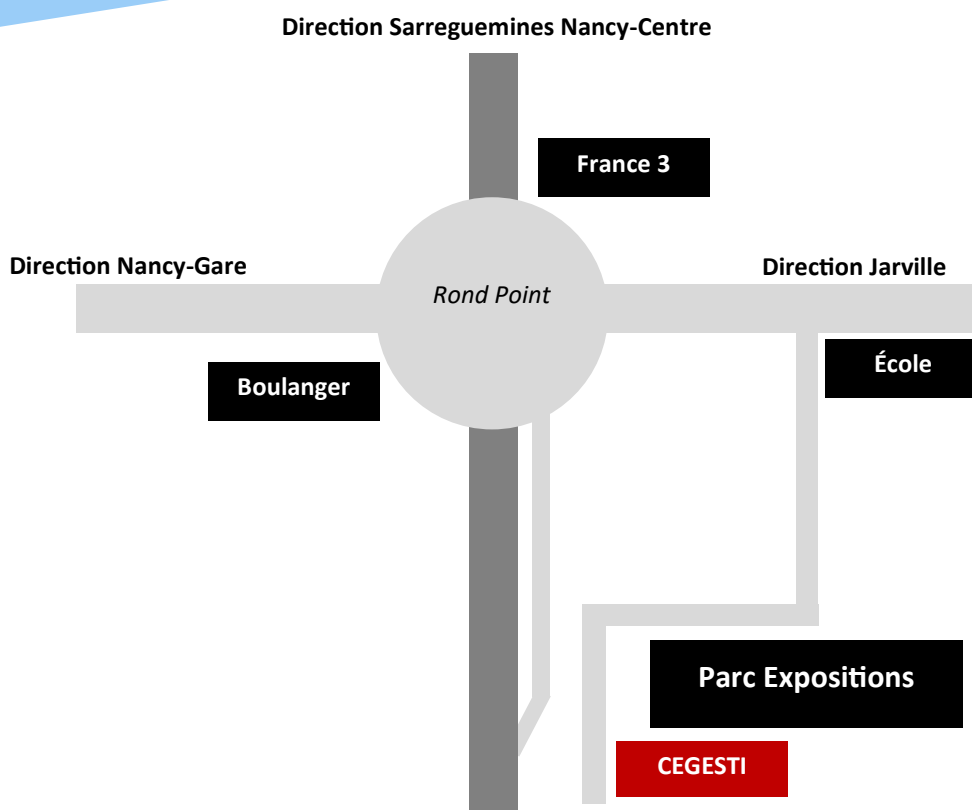 Direction Sarreguemines Nancy-Centre
France 3
Direction Nancy-Gare
Direction Jarville
Rond Point
École
Boulanger
Parc Expositions
CEGESTI